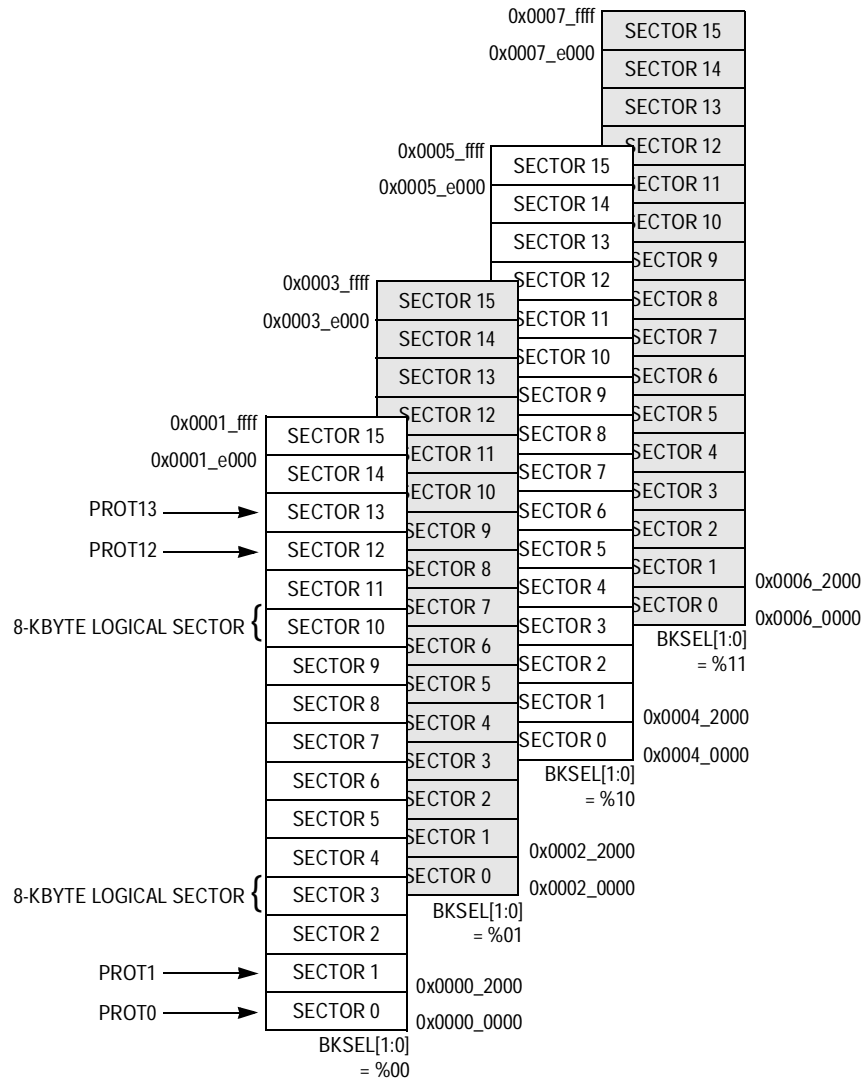 0x0007_ffff
0x0007_e000
SECTOR 15
SECTOR 14
SECTOR 13
SECTOR 12
SECTOR 11
SECTOR 10
SECTOR 9
SECTOR 8
SECTOR 7
SECTOR 6
SECTOR 5
SECTOR 4
SECTOR 3
SECTOR 2
SECTOR 1
SECTOR 0
0x0006_2000
0x0006_0000
BKSEL[1:0]
= %11
0x0005_ffff
0x0005_e000
SECTOR 15
SECTOR 14
SECTOR 13
SECTOR 12
SECTOR 11
SECTOR 10
SECTOR 9
SECTOR 8
SECTOR 7
SECTOR 6
SECTOR 5
SECTOR 4
SECTOR 3
SECTOR 2
SECTOR 1
SECTOR 0
0x0004_2000
0x0004_0000
BKSEL[1:0]
= %10
0x0003_ffff
0x0003_e000
SECTOR 15
SECTOR 14
SECTOR 13
SECTOR 12
SECTOR 11
SECTOR 10
SECTOR 9
SECTOR 8
SECTOR 7
SECTOR 6
SECTOR 5
SECTOR 4
SECTOR 3
SECTOR 2
SECTOR 1
SECTOR 0
0x0002_2000
0x0002_0000
BKSEL[1:0]
= %01
0x0001_ffff
0x0001_e000
PROT13
PROT12
8-KBYTE LOGICAL SECTOR {
8-KBYTE LOGICAL SECTOR {
PROT1
PROT0
SECTOR 15
SECTOR 14
SECTOR 13
SECTOR 12
SECTOR 11
SECTOR 10
SECTOR 9
SECTOR 8
SECTOR 7
SECTOR 6
SECTOR 5
SECTOR 4
SECTOR 3
SECTOR 2
SECTOR 1
SECTOR 0
0x0000_2000
0x0000_0000
BKSEL[1:0]
= %00